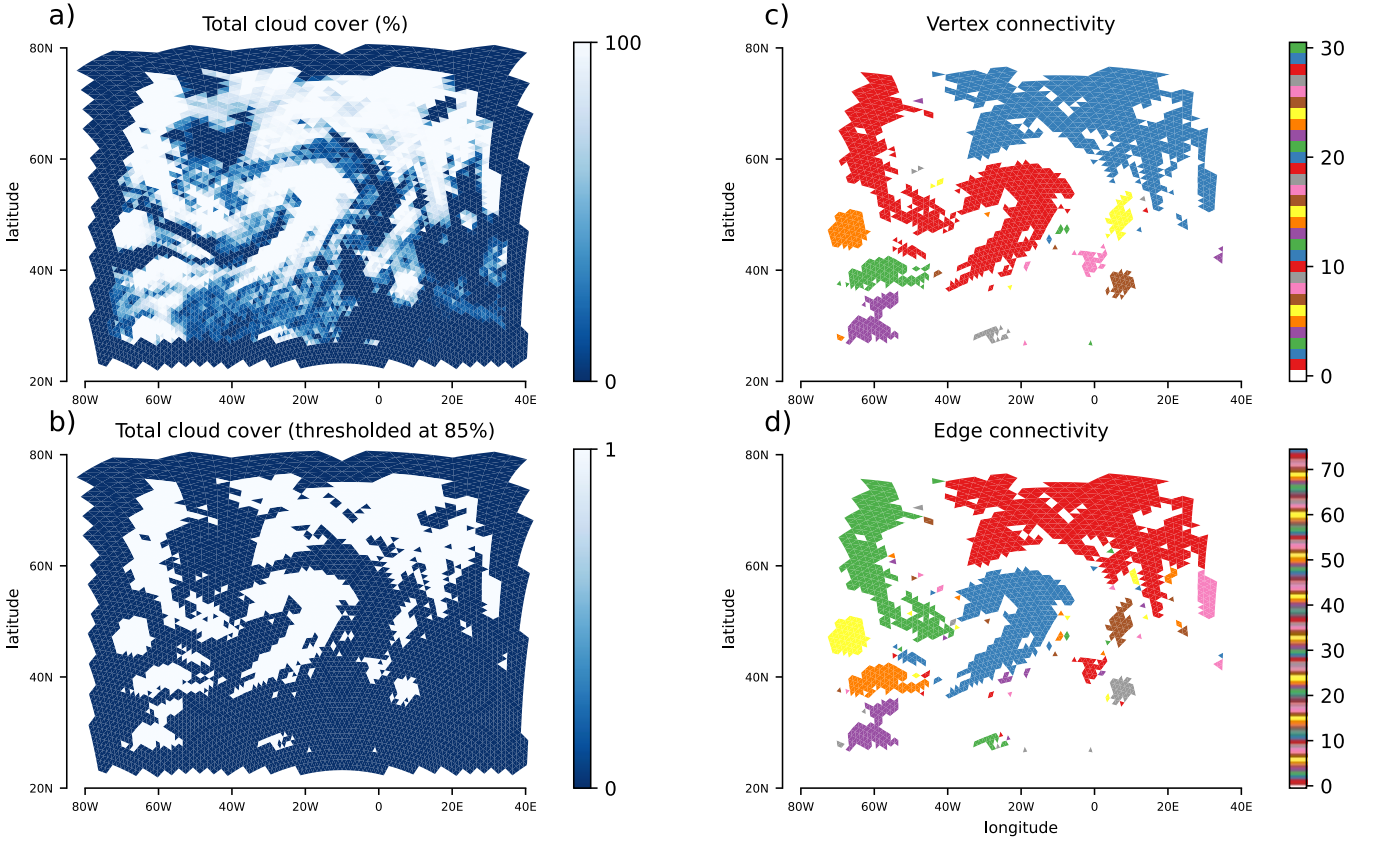 a)
Total cloud cover (%)
80N
60N
40N
20N
latitude
80W
60W
40W
20W
0
20E
40E
100
0
c)
Vertex connectivity
80N
60N
40N
20N
latitude
80W
60W
40W
20W
0
20E
40E
30
20
10
0
b)
Total cloud cover (thresholded at 85%)
80N
60N
40N
20N
latitude
80W
60W
40W
20W
0
20E
40E
1
0
d)
Edge connectivity
80N
60N
40N
20N
latitude
80W
60W
40W
20W
0
20E
40E
longitude
70
60
50
40
30
20
10
0